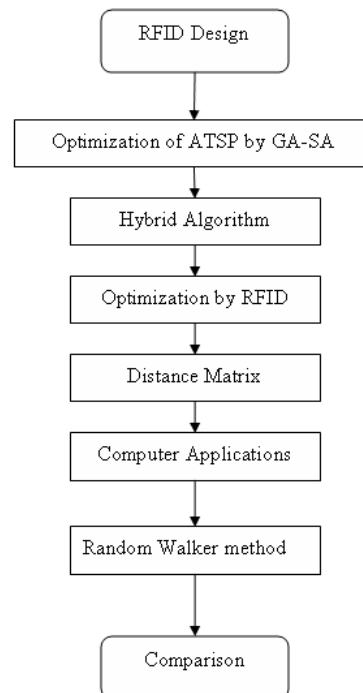 RFID Design
Optimization of ATSP by GA-SA
Hybrid Algorithm
Optimization by RFID
Distance Matrix
Computer Applications
Random Walker method
Comparison